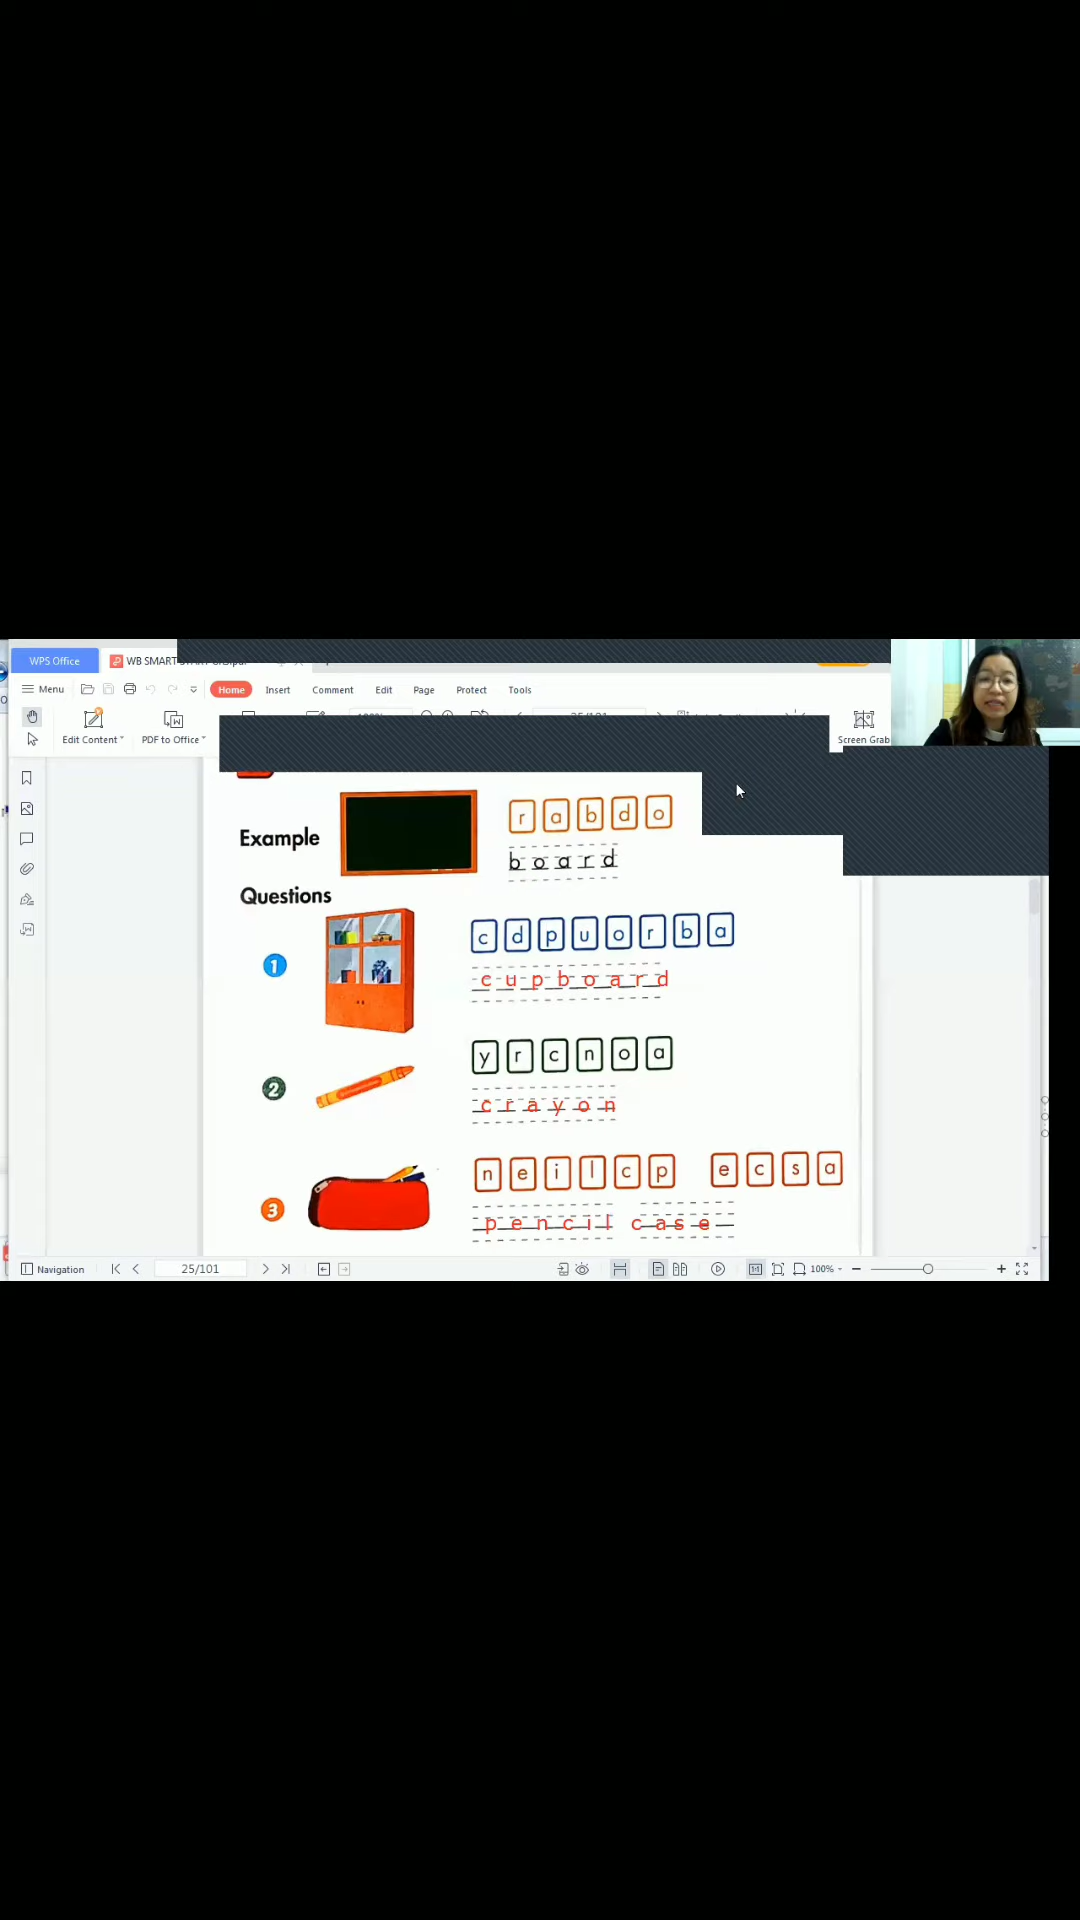 WPS Office
WB SMART
Menu
Home
Insert
Comment
Edit
Page
Protect
Tools
Edit Content
PDF to Office
Screen Grab
r a b d o
Example
b o a r d
Questions
c d p u o r b a
1
c u p b o a r d
y r c n o a
2
c r a y o n
n e i l c p e c s a
3
p e n c i l c a s e
Navigation
25/101
100%